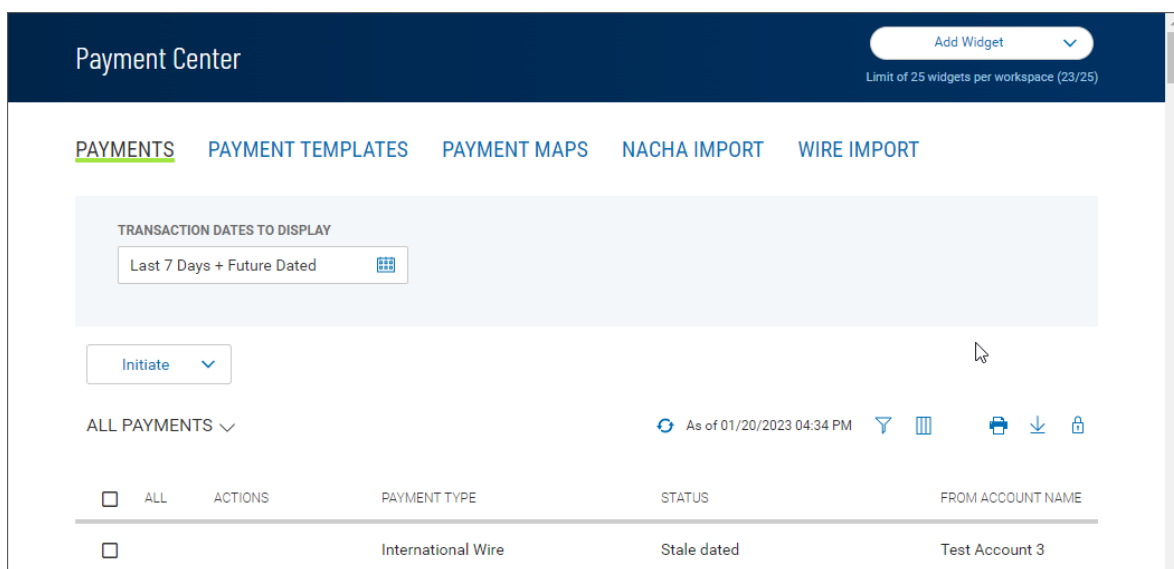 Payment Center
Add Widget
Limit of 25 widgets per workspace (23/25)
PAYMENTS PAYMENT TEMPLATES PAYMENT MAPS NACHA IMPORT WIRE IMPORT
TRANSACTION DATES TO DISPLAY
Last 7 Days + Future Dated
Initiate
ALL PAYMENTS As of 01/20/2023 04:34 PM
ALL ACTIONS PAYMENT TYPE STATUS FROM ACCOUNT NAME
International Wire Stale dated Test Account 3